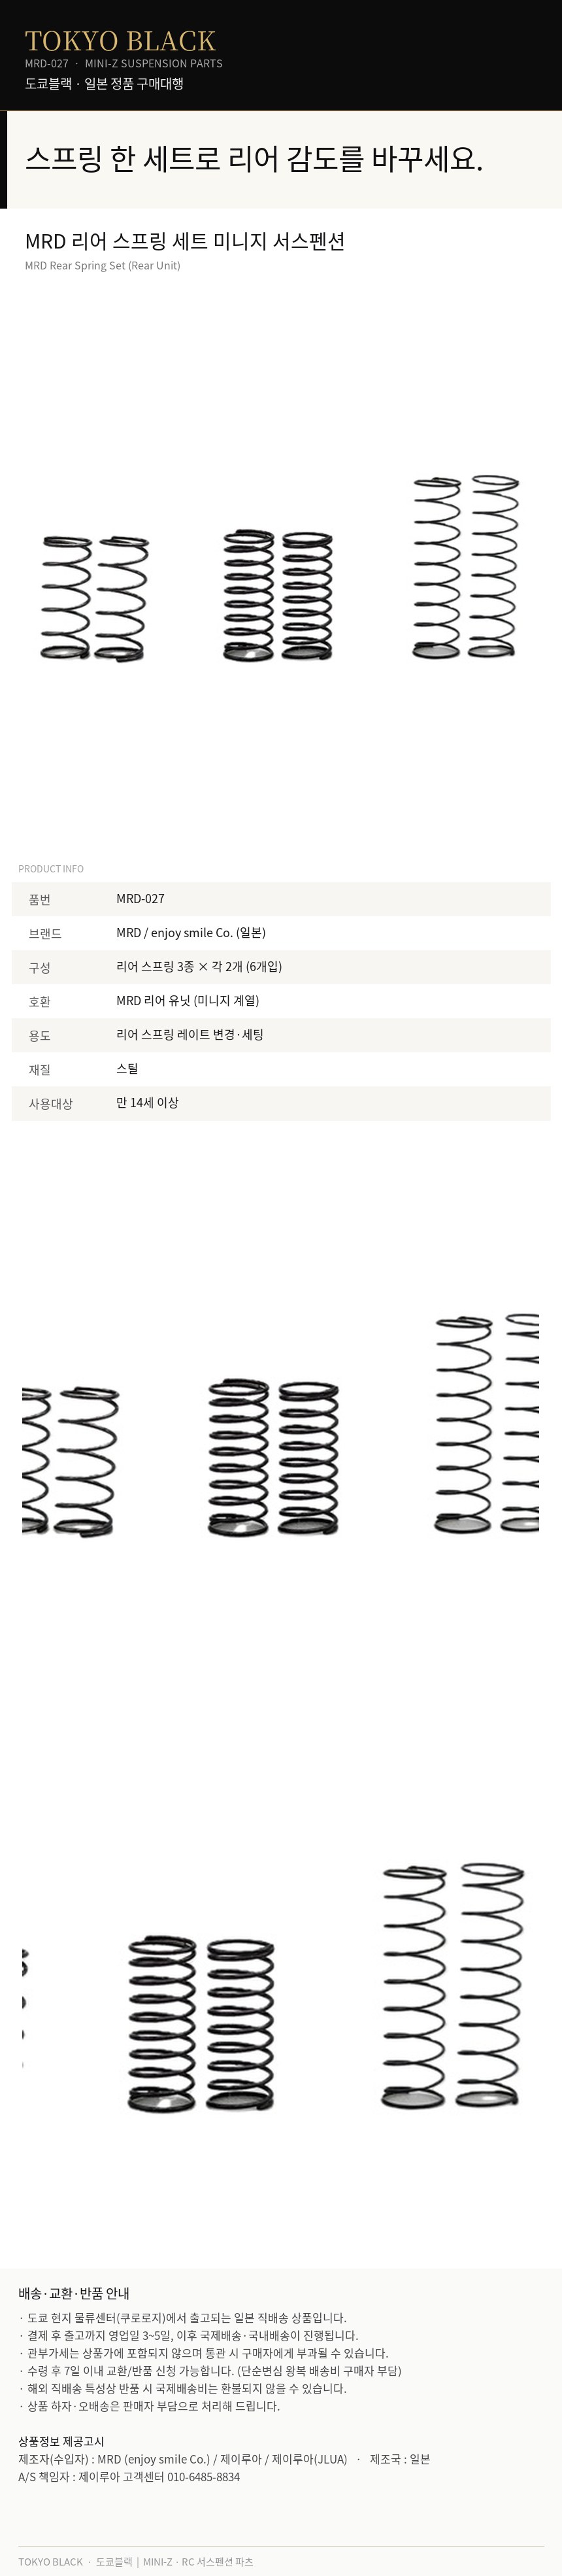 TOKYO BLACK
MRD-027 · MINI-Z SUSPENSION PARTS
도쿄블랙 · 일본 정품 구매대행
스프링 한 세트로 리어 감도를 바꾸세요.
MRD 리어 스프링 세트 미니지 서스펜션
MRD Rear Spring Set (Rear Unit)
PRODUCT INFO
품번 MRD-027
브랜드 MRD / enjoy smile Co. (일본)
구성 리어 스프링 3종 × 각 2개 (6개입)
호환 MRD 리어 유닛 (미니지 계열)
용도 리어 스프링 레이트 변경·세팅
재질 스틸
사용대상 만 14세 이상
배송·교환·반품 안내
· 도쿄 현지 물류센터(쿠로로지)에서 출고되는 일본 직배송 상품입니다.
· 결제 후 출고까지 영업일 3~5일, 이후 국제배송·국내배송이 진행됩니다.
· 관부가세는 상품가에 포함되지 않으며 통관 시 구매자에게 부과될 수 있습니다.
· 수령 후 7일 이내 교환/반품 신청 가능합니다. (단순변심 왕복 배송비 구매자 부담)
· 해외 직배송 특성상 반품 시 국제배송비는 환불되지 않을 수 있습니다.
· 상품 하자·오배송은 판매자 부담으로 처리해 드립니다.
상품정보 제공고시
제조자(수입자) : MRD (enjoy smile Co.) / 제이루아 / 제이루아(JLUA) · 제조국 : 일본
A/S 책임자 : 제이루아 고객센터 010-6485-8834
TOKYO BLACK · 도쿄블랙 | MINI-Z · RC 서스펜션 파츠